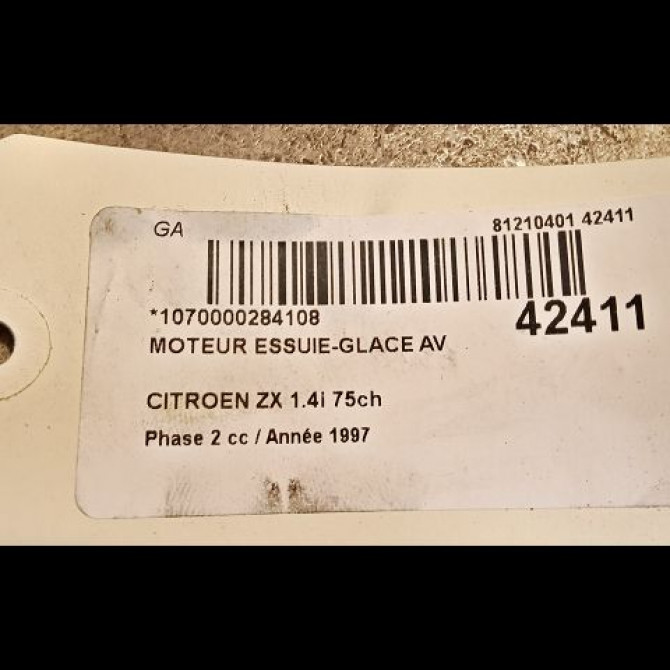 GA 81210401 42411
*1070000284108 42411
MOTEUR ESSUIE-GLACE AV
CITROEN ZX 1.4i 75ch
Phase 2 cc / Année 1997